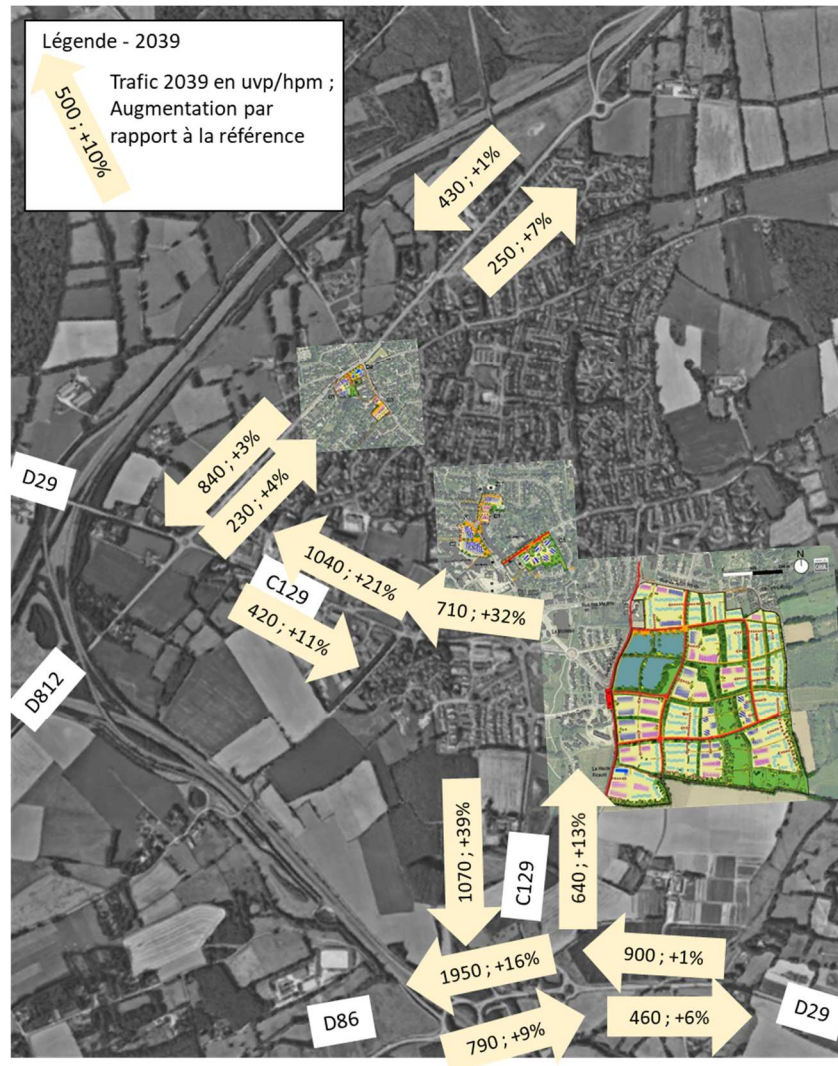 Légende - 2039
500 ; +10%
Trafic 2039 en uvp/hpm ;
Augmentation par
rapport à la référence
430 ; +1%
250 ; +7%
840 ; +3%
230 ; +4%
D29
1040 ; +21%
C129
420 ; +11%
710 ; +32%
N
D812
1070 ; +39%
C129
640 ; +13%
1950 ; +16%
900 ; +1%
D86
790 ; +9%
460 ; +6%
D29